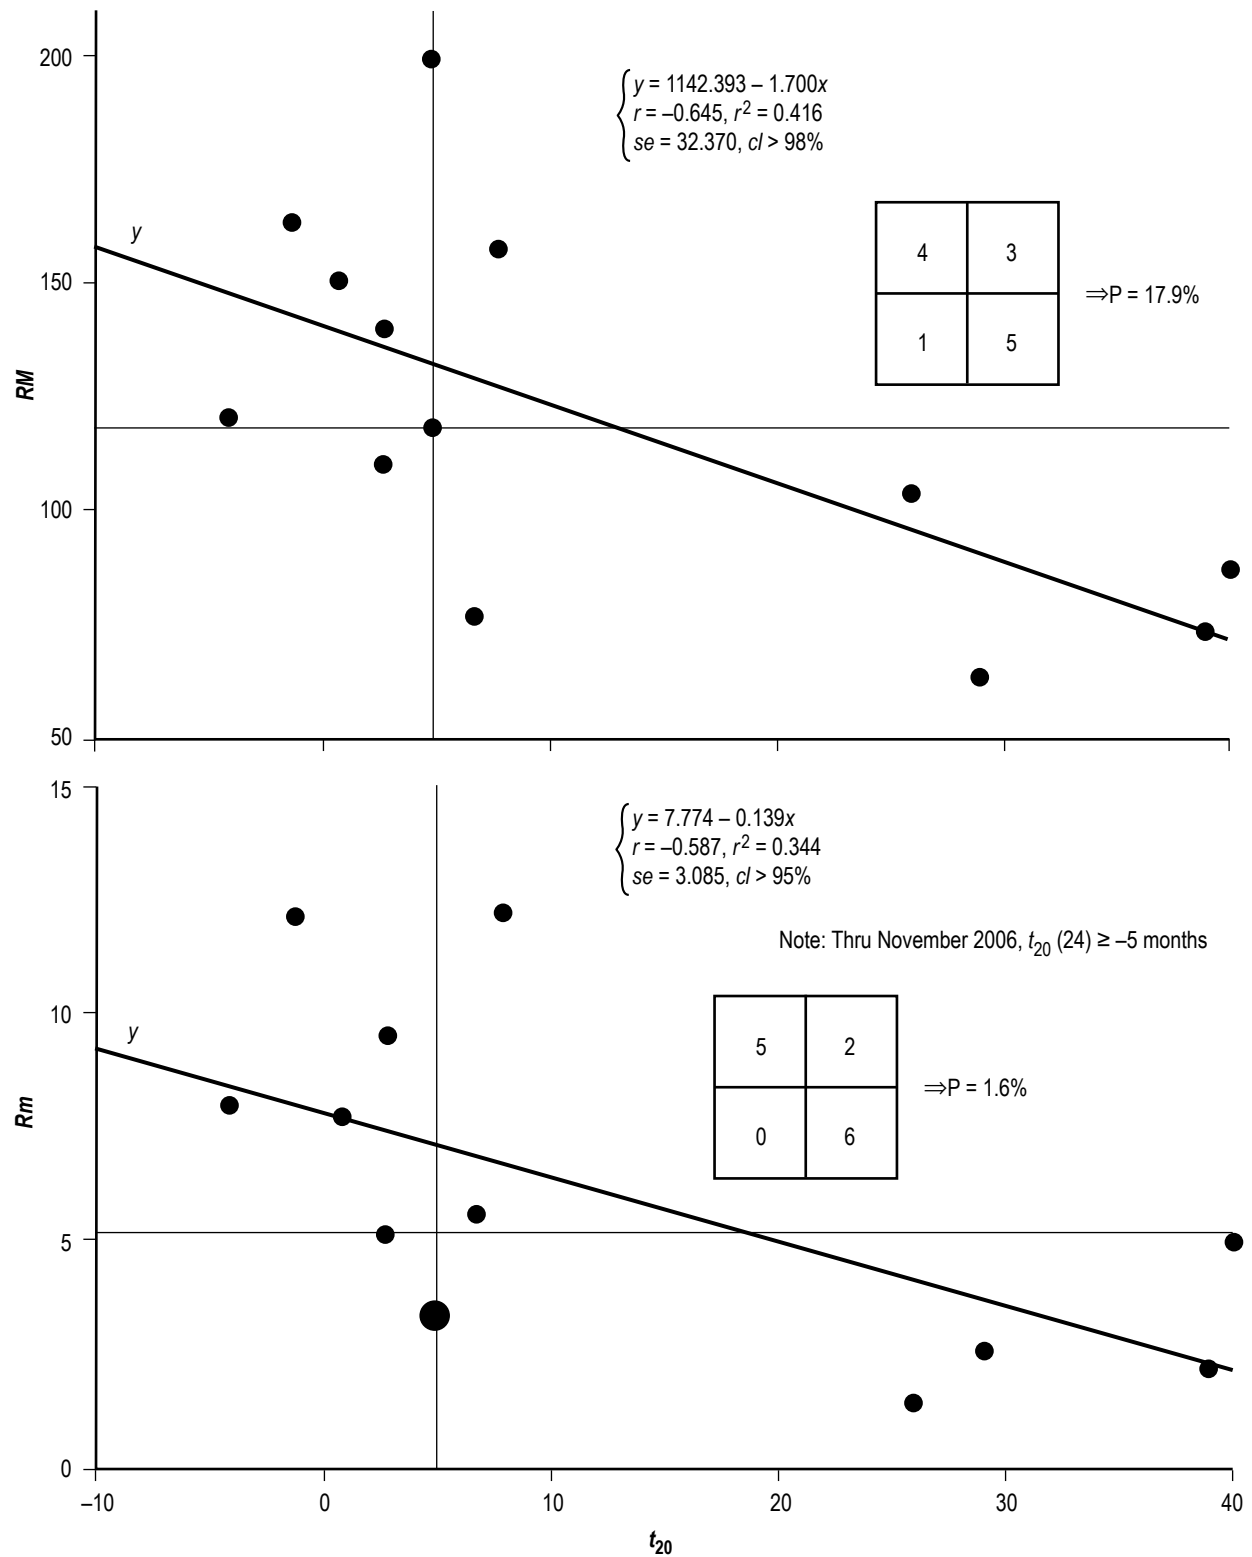 200
y = 1142.393 – 1.700x
r = –0.645, r² = 0.416
se = 32.370, cl > 98%
4 3
y
150
⇒P = 17.9%
1 5
RM
100
50
15
y = 7.774 – 0.139x
r = –0.587, r² = 0.344
se = 3.085, cl > 95%
Note: Thru November 2006, t20 (24) ≥ –5 months
10
y
5 2
⇒P = 1.6%
Rm
0 6
5
0
–10 0 10 20 30 40
t20